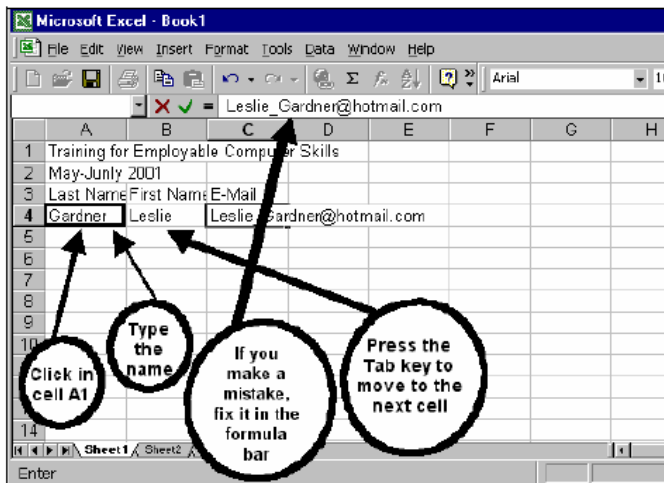 Microsoft Excel - Book1
File Edit View Insert Format Tools Data Window Help
Arial
= Leslie_Gardner@hotmail.com
A B C D E F G H
1 Training for Employable Computer Skills
2 May-Junly 2001
3 Last Name First Name E-Mail
4 Gardner Leslie Leslie_Gardner@hotmail.com
5
6
7
8
9
10
14
Click in
cell A1
Type
the
name
If you
make a
mistake,
fix it in the
formula
bar
Press the
Tab key to
move to the
next cell
Sheet1 Sheet2
Enter